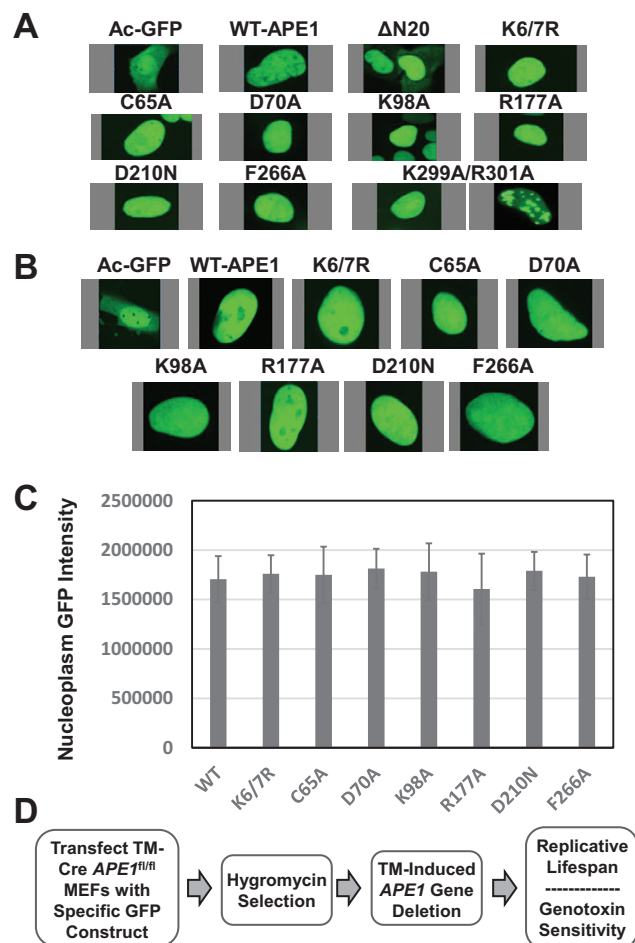 A
Ac-GFP WT-APE1 ΔN20 K6/7R
C65A D70A K98A R177A
D210N F266A K299A/R301A
B
Ac-GFP WT-APE1 K6/7R C65A D70A
K98A R177A D210N F266A
C
Nucleoplasm GFP Intensity
2500000
2000000
1500000
1000000
500000
0
WT K6/7R C65A D70A K98A R177A D210N F266A
D
Transfect TM-
Cre APE1fl/fl
MEFs with
Specific GFP
Construct
Hygromycin
Selection
TM-Induced
APE1 Gene
Deletion
Replicative
Lifespan
-------------
Genotoxin
Sensitivity